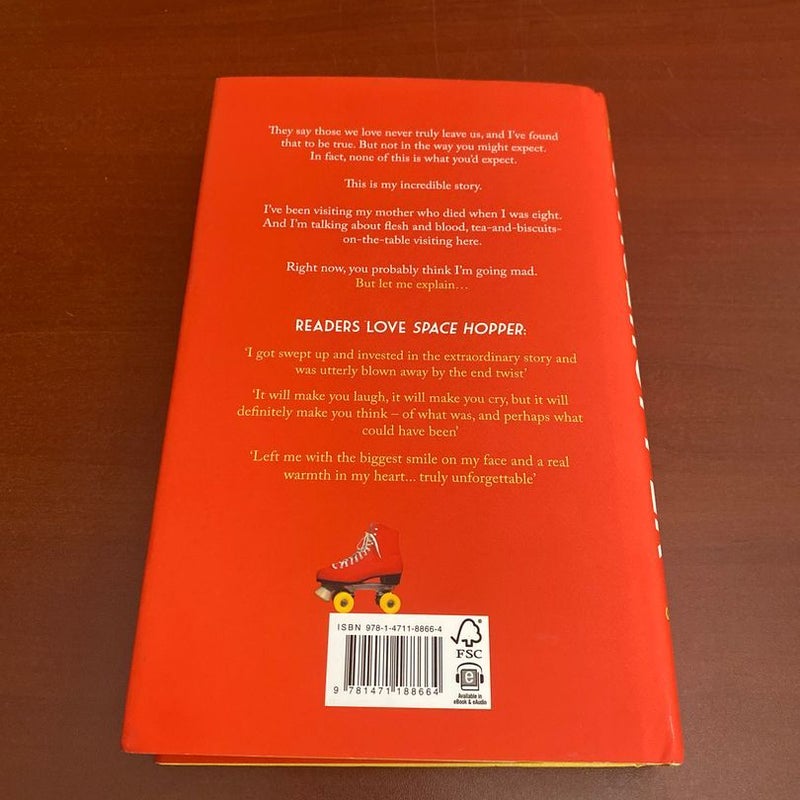 They say those we love never truly leave us, and I've found
that to be true. But not in the way you might expect.
In fact, none of this is what you'd expect.
This is my incredible story.
I've been visiting my mother who died when I was eight.
And I'm talking about flesh and blood, tea-and-biscuits-
on-the-table visiting here.
Right now, you probably think I'm going mad.
But let me explain…
READERS LOVE SPACE HOPPER:
‘I got swept up and invested in the extraordinary story and
was utterly blown away by the end twist’
‘It will make you laugh, it will make you cry, but it will
definitely make you think – of what was, and perhaps what
could have been’
‘Left me with the biggest smile on my face and a real
warmth in my heart... truly unforgettable’
ISBN 978-1-4711-8866-4
9 781471 188664
FSC
e
Available in
eBook & eAudio